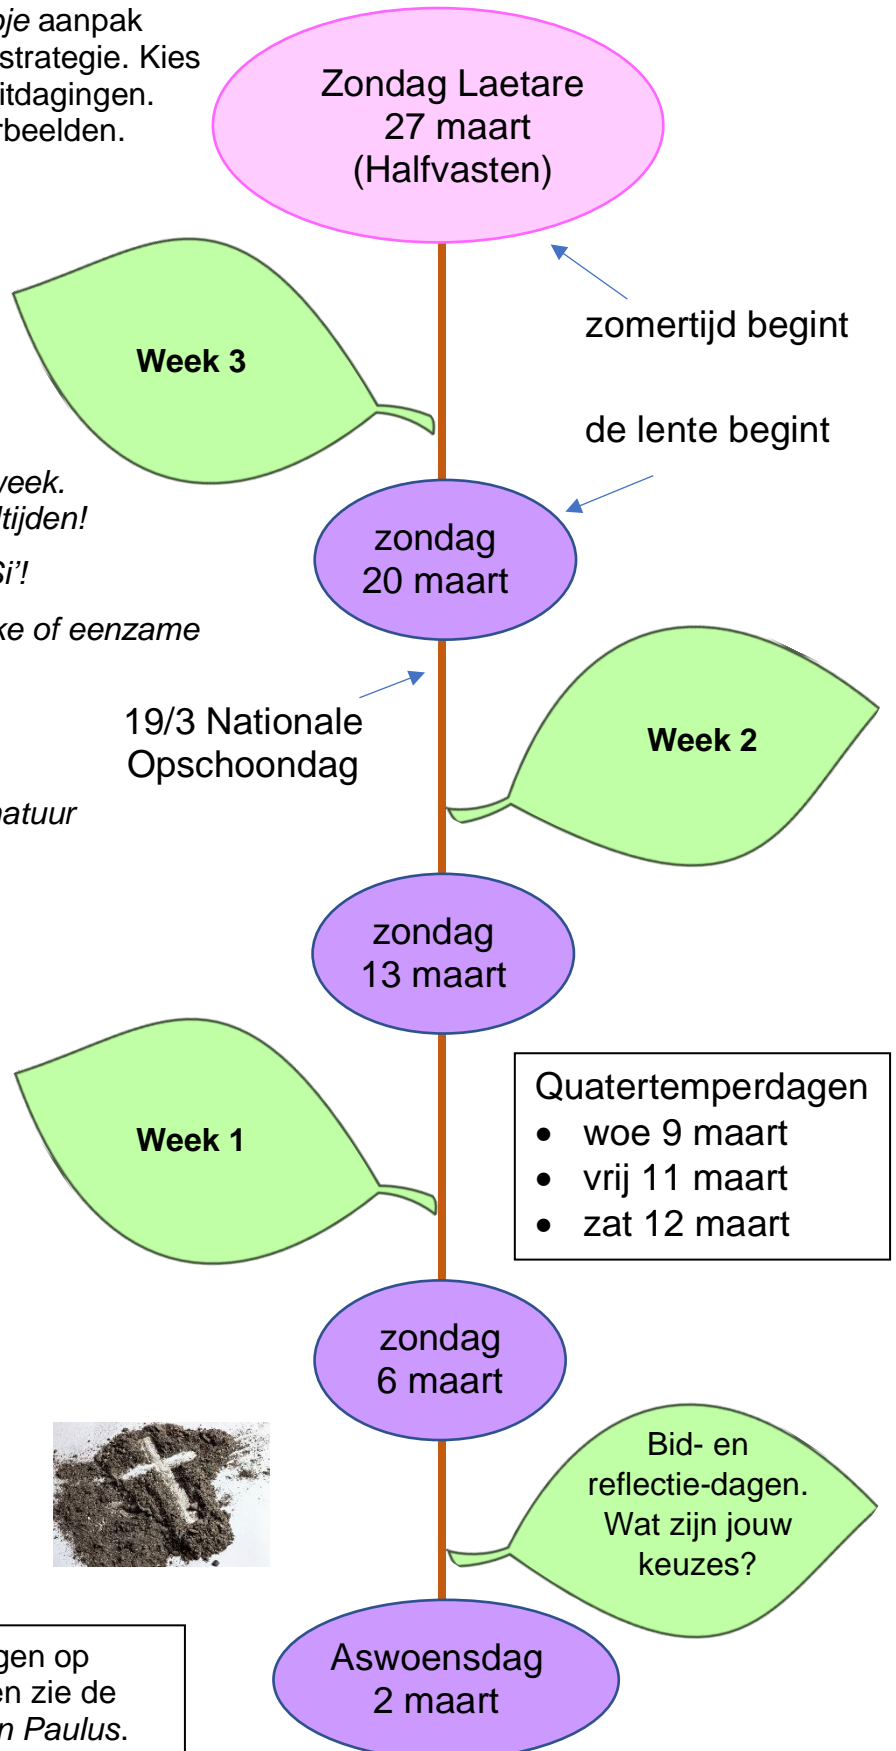 pje aanpak
strategie. Kies
itdagingen.
rbeelden.
Zondag Laetare
27 maart
(Halfvasten)
zomertijd begint
Week 3
de lente begint
week.
ltijden!
Si’!
ke of eenzame
zondag
20 maart
19/3 Nationale
Opschoondag
Week 2
natuur
zondag
13 maart
Quatertemperdagen
• woe 9 maart
• vrij 11 maart
• zat 12 maart
Week 1
zondag
6 maart
Bid- en
reflectie-dagen.
Wat zijn jouw
keuzes?
Aswoensdag
2 maart
gen op
en zie de
n Paulus.